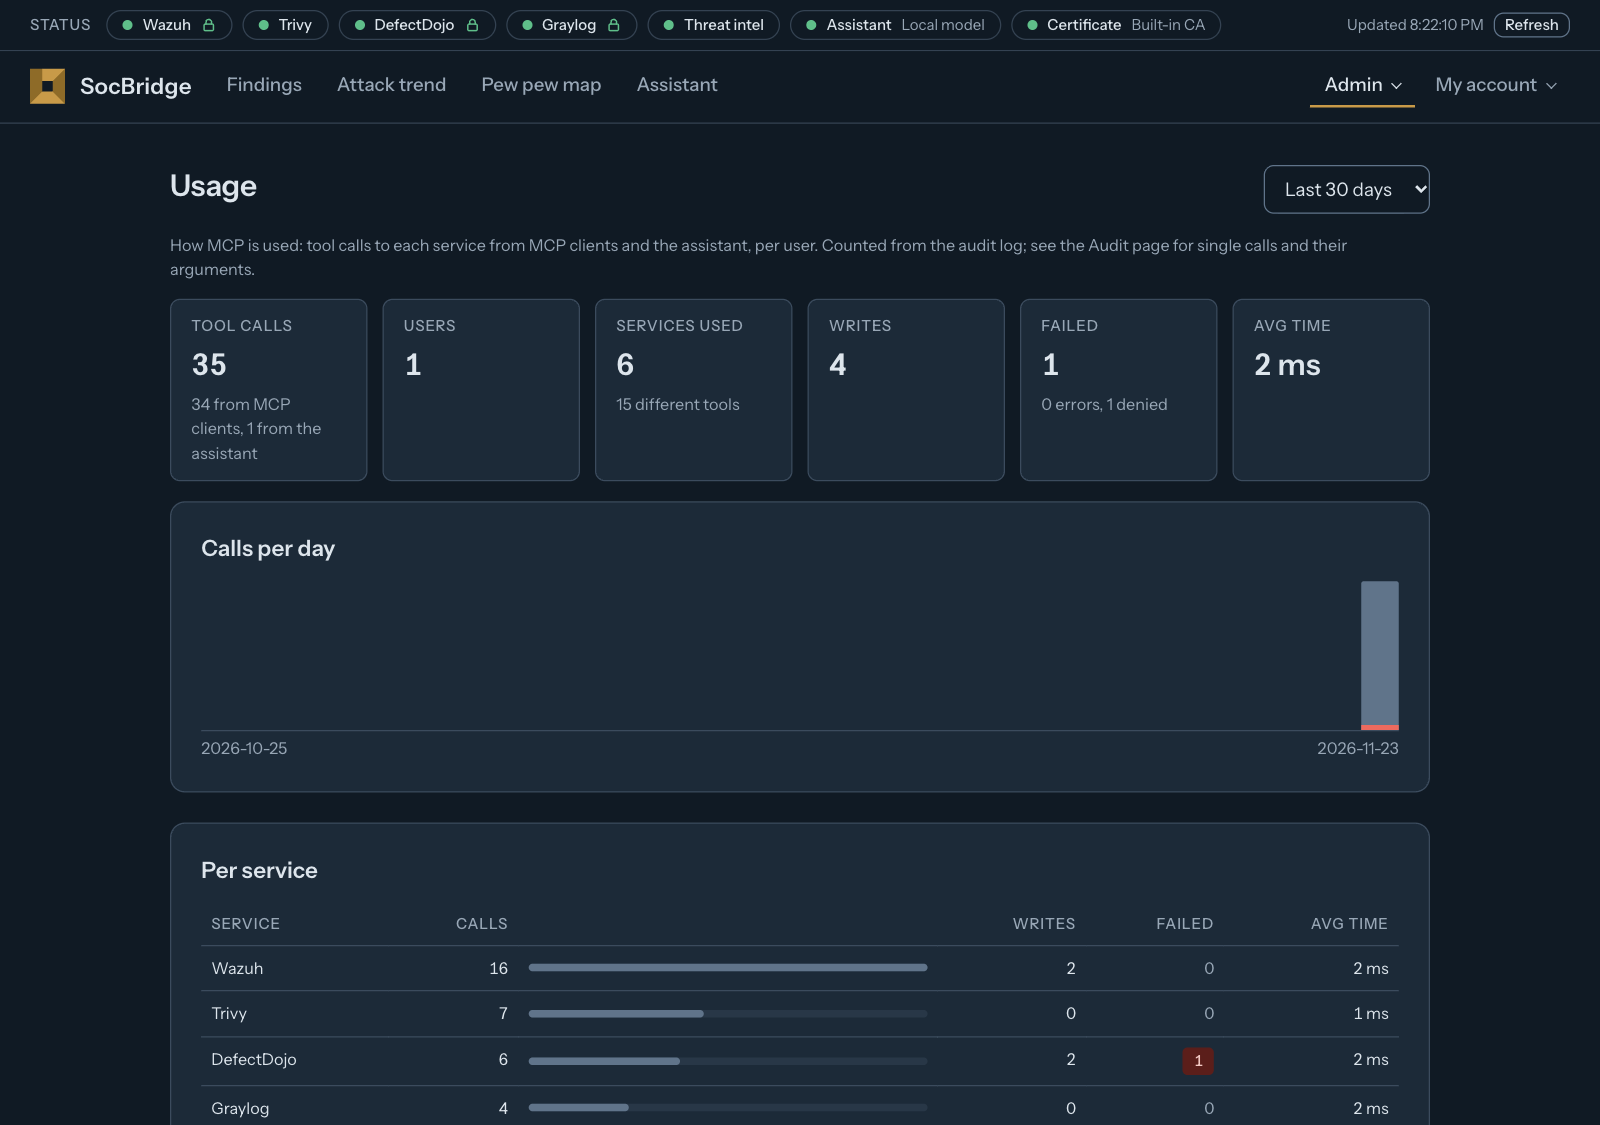 STATUS Wazuh Trivy DefectDojo Graylog Threat intel Assistant Local model Certificate Built-in CA Updated 8:22:10 PM Refresh
SocBridge Findings Attack trend Pew pew map Assistant Admin My account
Usage Last 30 days
How MCP is used: tool calls to each service from MCP clients and the assistant, per user. Counted from the audit log; see the Audit page for single calls and their
arguments.
TOOL CALLS USERS SERVICES USED WRITES FAILED AVG TIME
35 1 6 4 1 2 ms
34 from MCP 15 different tools 0 errors, 1 denied
clients, 1 from the
assistant
Calls per day
2026-10-25 2026-11-23
Per service
SERVICE CALLS WRITES FAILED AVG TIME
Wazuh 16 2 0 2 ms
Trivy 7 0 0 1 ms
DefectDojo 6 2 1 2 ms
Graylog 4 0 0 2 ms